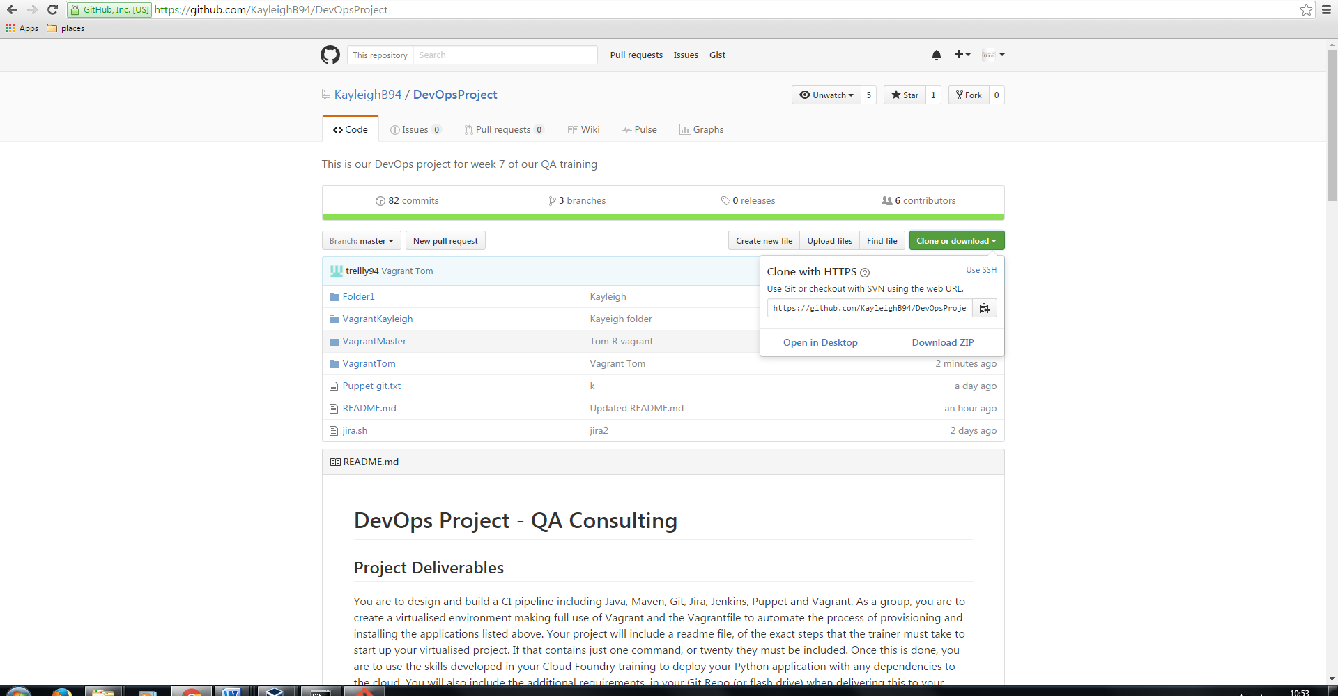 GitHub, Inc. [US] https://github.com/KayleighB94/DevOpsProject
Apps places
This repository Search Pull requests Issues Gist
KayleighB94 / DevOpsProject Unwatch 5 Star 1 Fork 0
Code Issues 0 Pull requests 0 Wiki Pulse Graphs
This is our DevOps project for week 7 of our QA training
82 commits 3 branches 0 releases 6 contributors
Branch: master New pull request Create new file Upload files Find file Clone or download
treilly94 Vagrant Tom
Clone with HTTPS Use SSH
Use Git or checkout with SVN using the web URL.
https://github.com/KayleighB94/DevOpsProje
Open in Desktop Download ZIP
Folder1 Kayleigh
VagrantKayleigh Kayeigh folder
VagrantMaster Tom R vagrant
VagrantTom Vagrant Tom 2 minutes ago
Puppet git.txt k a day ago
README.md Updated README.md an hour ago
jira.sh jira2 2 days ago
README.md
DevOps Project - QA Consulting
Project Deliverables
You are to design and build a CI pipeline including Java, Maven, Git, Jira, Jenkins, Puppet and Vagrant. As a group, you are to
create a virtualised environment making full use of Vagrant and the Vagrantfile to automate the process of provisioning and
installing the applications listed above. Your project will include a readme file, of the exact steps that the trainer must take to
start up your virtualised project. If that contains just one command, or twenty they must be included. Once this is done, you
are to use the skills developed in your Cloud Foundry training to deploy your Python application with any dependencies to
the cloud. You will also include the additional requirements, in your Git Repo (or flash drive) when delivering this to your
10:53